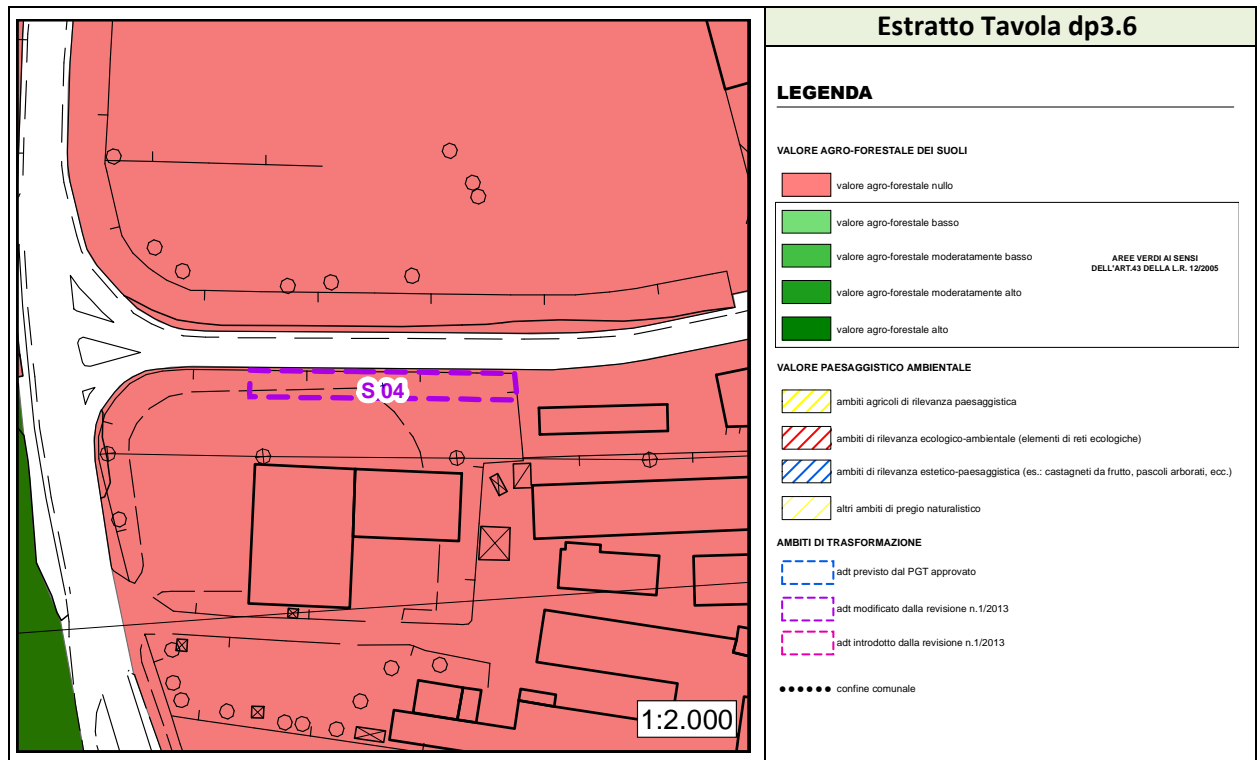 Estratto Tavola dp3.6
LEGENDA
VALORE AGRO-FORESTALE DEI SUOLI
valore agro-forestale nullo
valore agro-forestale basso
valore agro-forestale moderatamente basso
AREE VERDI AI SENSI
DELL'ART.43 DELLA L.R. 12/2005
valore agro-forestale moderatamente alto
valore agro-forestale alto
VALORE PAESAGGISTICO AMBIENTALE
ambiti agricoli di rilevanza paesaggistica
ambiti di rilevanza ecologico-ambientale (elementi di reti ecologiche)
ambiti di rilevanza estetico-paesaggistica (es.: castagneti da frutto, pascoli arborati, ecc.)
altri ambiti di pregio naturalistico
AMBITI DI TRASFORMAZIONE
adt previsto dal PGT approvato
adt modificato dalla revisione n.1/2013
adt introdotto dalla revisione n.1/2013
confine comunale
S 04
1:2.000